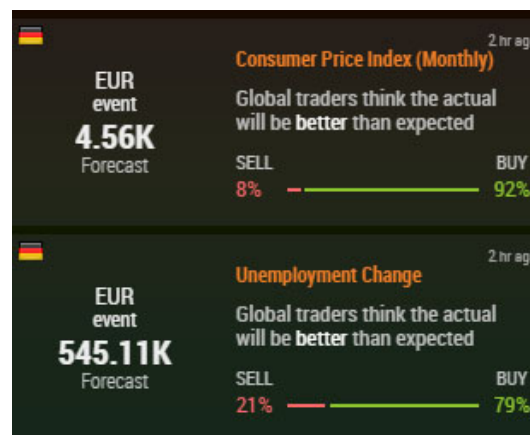 2 hr ag
Consumer Price Index (Monthly)
EUR
event
4.56K
Forecast
Global traders think the actual
will be better than expected
SELL BUY
8% 92%
2 hr ag
Unemployment Change
EUR
event
545.11K
Forecast
Global traders think the actual
will be better than expected
SELL BUY
21% 79%